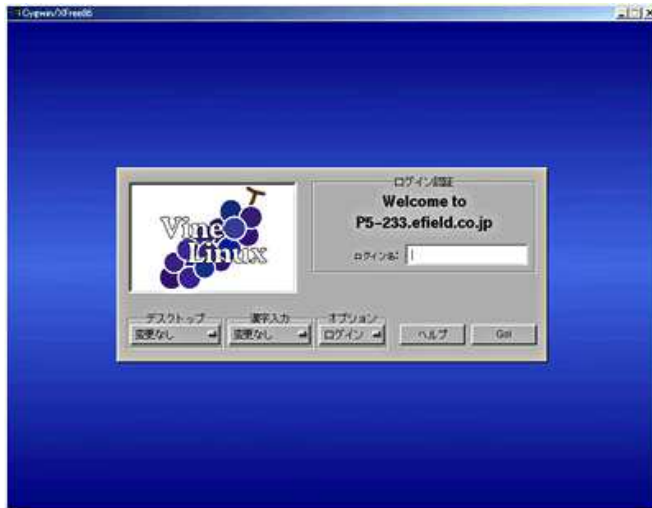 Cygwin/XFree86
Vine
Linux
ログイン認証
Welcome to
P5-233.efield.co.jp
ログイン名:
デスクトップ
変更なし
漢字入力
変更なし
オプション
ログイン
ヘルプ
Go!